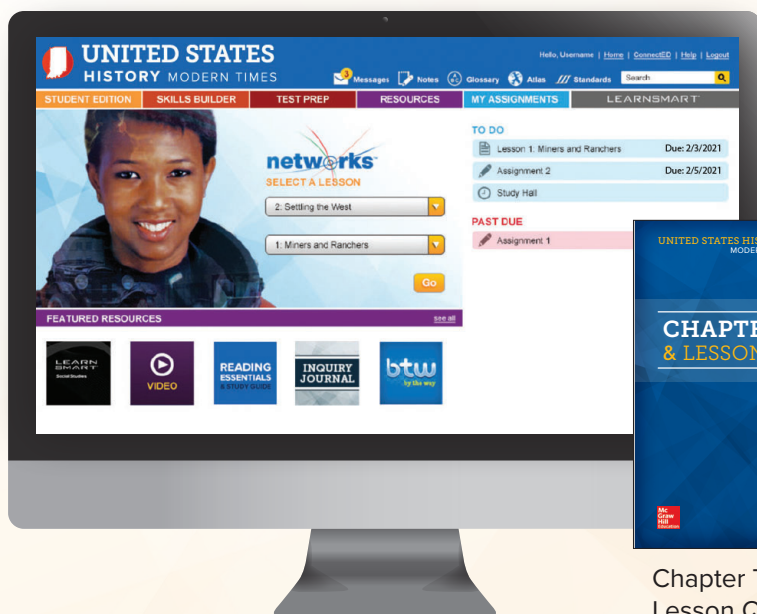 UNITED STATES
HISTORY MODERN TIMES
Hello, Username | Home | ConnectED | Help | Logout
3
Messages Notes Glossary Atlas Standards Search
STUDENT EDITION SKILLS BUILDER TEST PREP RESOURCES MY ASSIGNMENTS LEARNSMART
networks
SELECT A LESSON
2: Settling the West
1: Miners and Ranchers
Go
TO DO
Lesson 1: Miners and Ranchers Due: 2/3/2021
Assignment 2 Due: 2/5/2021
Study Hall
PAST DUE
Assignment 1
FEATURED RESOURCES see all
LEARN
SMART
Social Studies
VIDEO
READING
ESSENTIALS
& STUDY GUIDE
INQUIRY
JOURNAL
btw
by the way
UNITED STATES HIS
MODE
CHAPTE
& LESSON
Mc
Graw
Hill
Education
Chapter T
Lesson Q